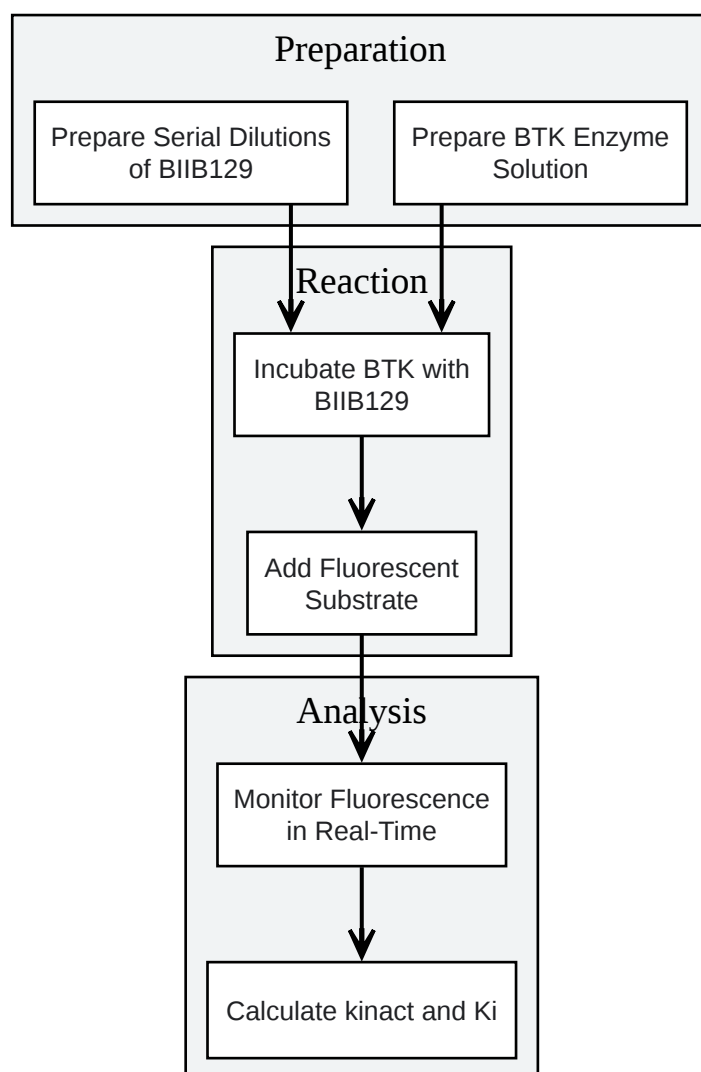 Preparation
Prepare Serial Dilutions
of BIIB129
Prepare BTK Enzyme
Solution
Reaction
Incubate BTK with
BIIB129
Add Fluorescent
Substrate
Analysis
Monitor Fluorescence
in Real-Time
Calculate kinact and Ki